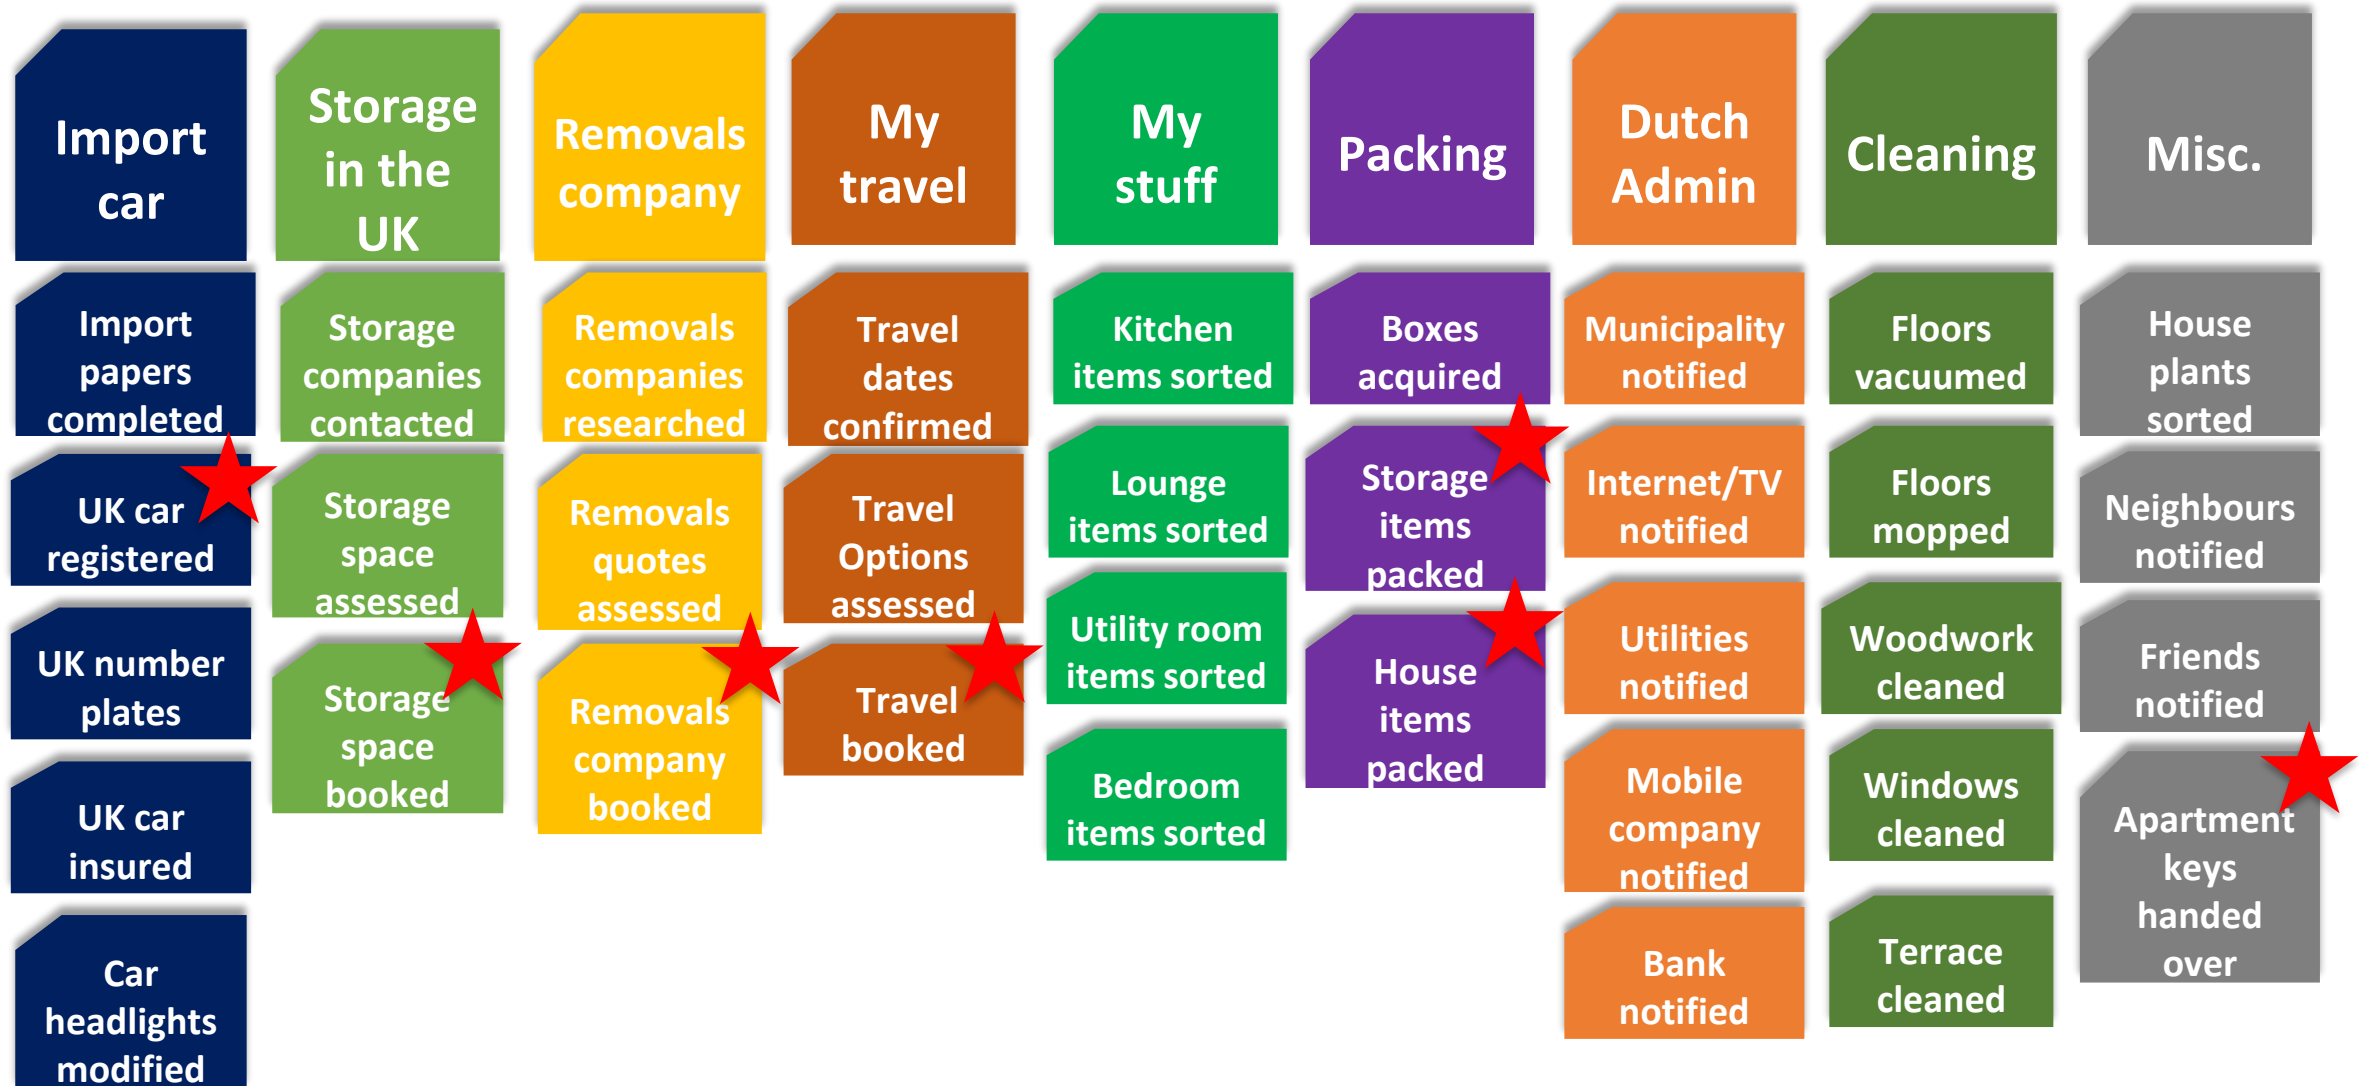 Import
car
Storage
in the
UK
Removals
company
My
travel
My
stuff
Packing
Dutch
Admin
Cleaning
Misc.
Import
papers
completed
UK car
registered
UK number
plates
UK car
insured
Car
headlights
modified
Storage
companies
contacted
Storage
space
assessed
Storage
space
booked
Removals
companies
researched
Removals
quotes
assessed
Removals
company
booked
Travel
dates
confirmed
Travel
Options
assessed
Travel
booked
Kitchen
items sorted
Lounge
items sorted
Utility room
items sorted
Bedroom
items sorted
Boxes
acquired
Storage
items
packed
House
items
packed
Municipality
notified
Internet/TV
notified
Utilities
notified
Mobile
company
notified
Bank
notified
Floors
vacuumed
Floors
mopped
Woodwork
cleaned
Windows
cleaned
Terrace
cleaned
House
plants
sorted
Neighbours
notified
Friends
notified
Apartment
keys
handed
over